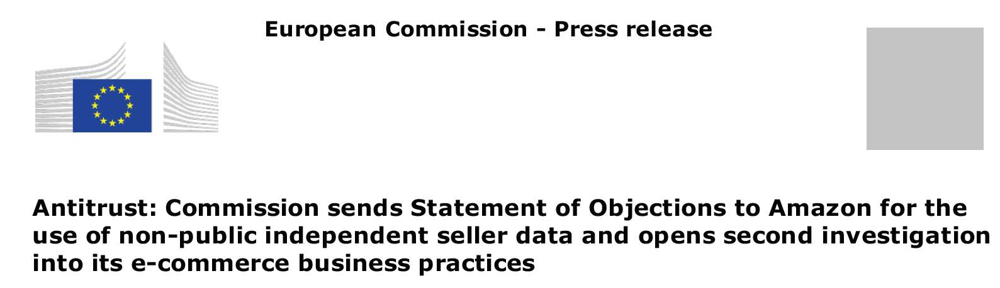 European Commission - Press release
Antitrust: Commission sends Statement of Objections to Amazon for the
use of non-public independent seller data and opens second investigation
into its e-commerce business practices